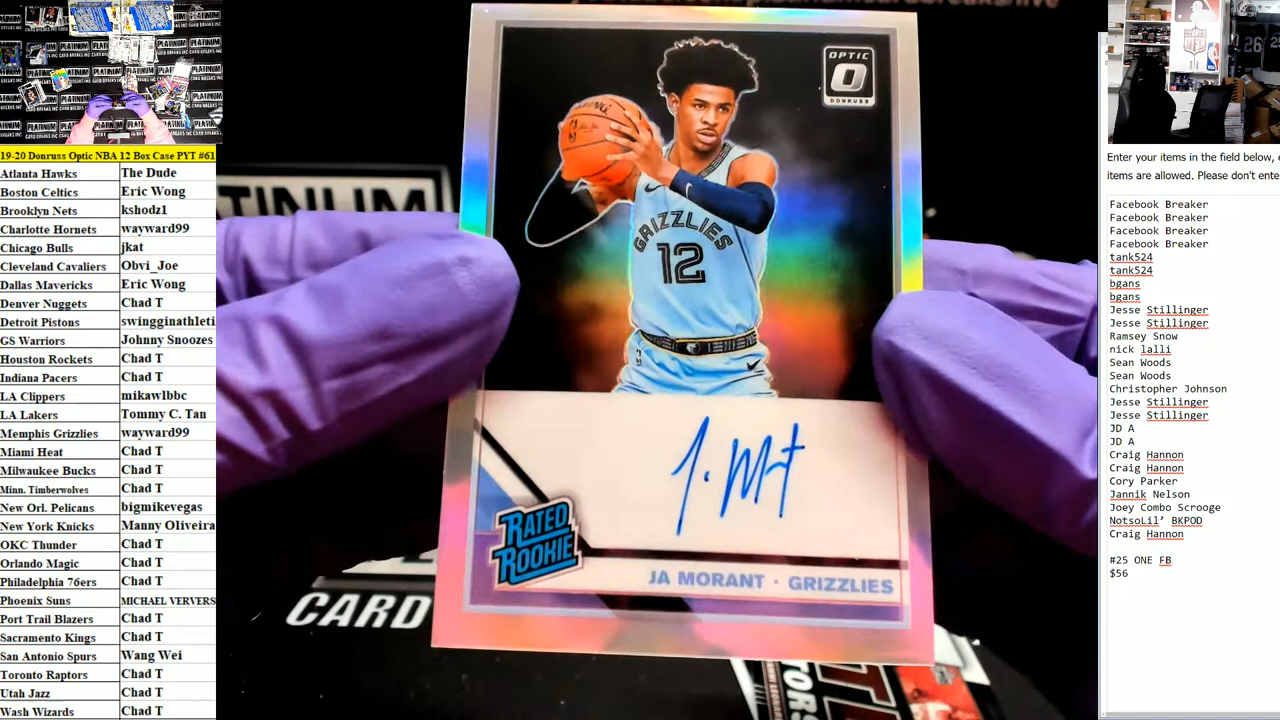 19-20 Donruss Optic NBA 12 Box Case PYT #61
Atlanta Hawks The Dude
Boston Celtics Eric Wong
Brooklyn Nets kshodz1
Charlotte Hornets wayward99
Chicago Bulls jkat
Cleveland Cavaliers Obvi_Joe
Dallas Mavericks Eric Wong
Denver Nuggets Chad T
Detroit Pistons swingginathleti
GS Warriors Johnny Snoozes
Houston Rockets Chad T
Indiana Pacers Chad T
LA Clippers mikawlbbc
LA Lakers Tommy C. Tan
Memphis Grizzlies wayward99
Miami Heat Chad T
Milwaukee Bucks Chad T
Minn. Timberwolves Chad T
New Orl. Pelicans bigmikevegas
New York Knicks Manny Oliveira
OKC Thunder Chad T
Orlando Magic Chad T
Philadelphia 76ers Chad T
Phoenix Suns MICHAEL VERVERS
Port Trail Blazers Chad T
Sacramento Kings Chad T
San Antonio Spurs Wang Wei
Toronto Raptors Chad T
Utah Jazz Chad T
Wash Wizards Chad T
OPTIC
DONRUSS
GRIZZLIES
12
RATED
ROOKIE
JA MORANT · GRIZZLIES
CARD
Enter your items in the field below,
items are allowed. Please don't ente
Facebook Breaker
Facebook Breaker
Facebook Breaker
Facebook Breaker
tank524
tank524
bgans
bgans
Jesse Stillinger
Jesse Stillinger
Ramsey Snow
nick lalli
Sean Woods
Sean Woods
Christopher Johnson
Jesse Stillinger
Jesse Stillinger
JD A
JD A
Craig Hannon
Craig Hannon
Cory Parker
Jannik Nelson
Joey Combo Scrooge
NotsoLil’ BKPOD
Craig Hannon
#25 ONE FB
$56